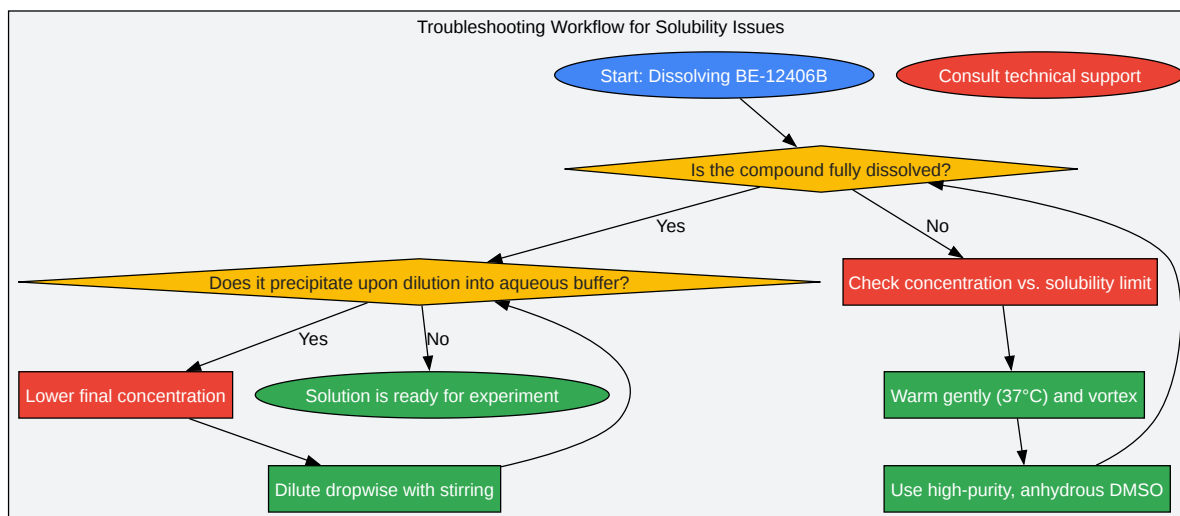 Troubleshooting Workflow for Solubility Issues
Start: Dissolving BE-12406B
Consult technical support
Is the compound fully dissolved?
Yes
No
Does it precipitate upon dilution into aqueous buffer?
Check concentration vs. solubility limit
Yes
No
Lower final concentration
Solution is ready for experiment
Warm gently (37°C) and vortex
Dilute dropwise with stirring
Use high-purity, anhydrous DMSO